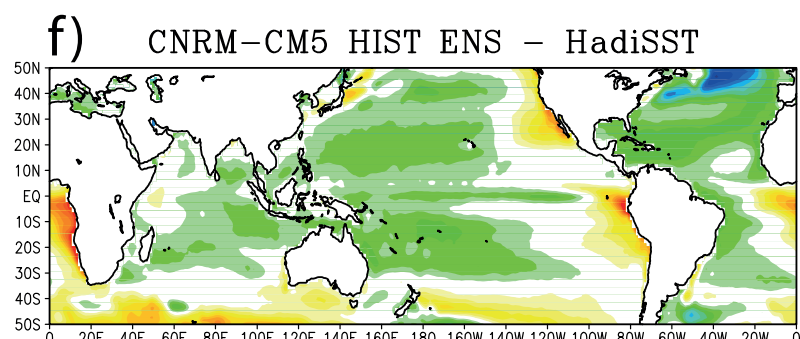 f) CNRM-CM5 HIST ENS - HadiSST
50N
40N
30N
20N
10N
EQ
10S
20S
30S
40S
50S
0 20E 40E 60E 80E 100E 120E 140E 160E 180 160W 140W 120W 100W 80W 60W 40W 20W 0